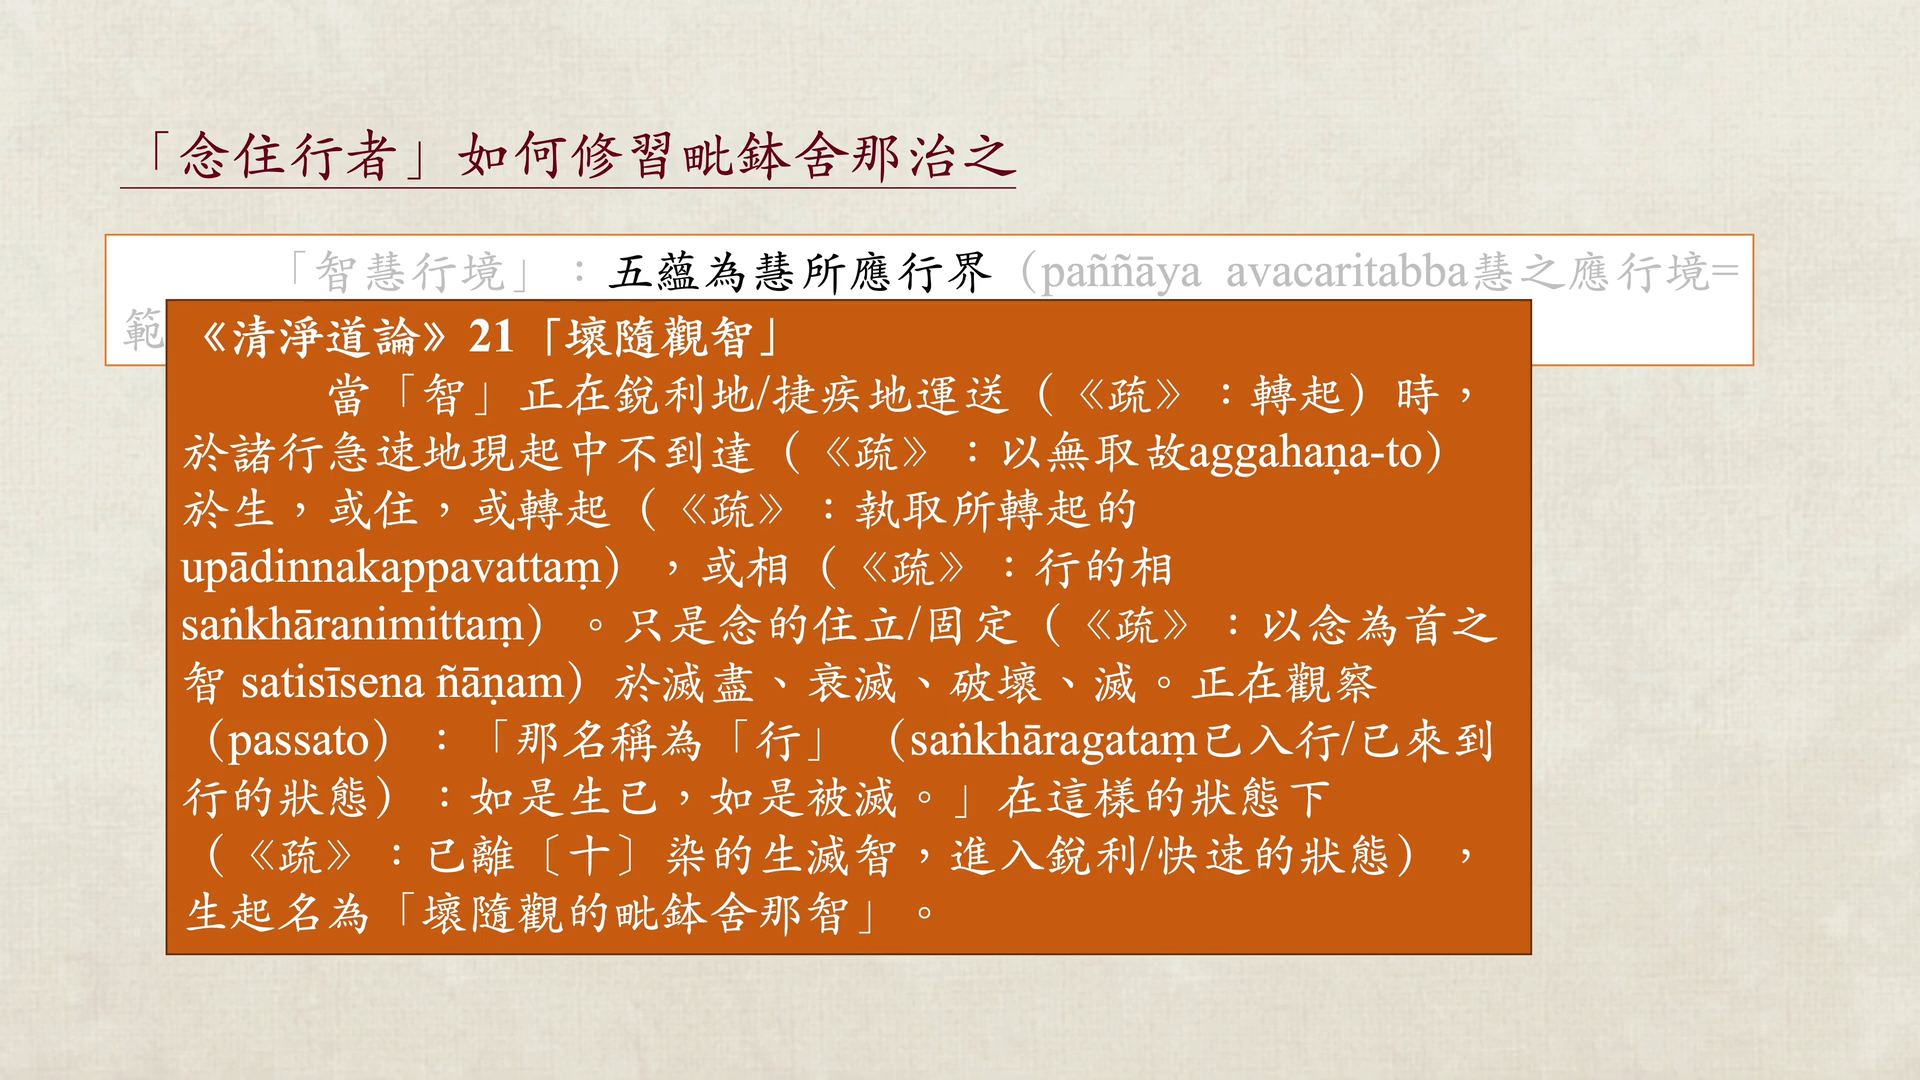 「念住行者」如何修習毗鉢舍那治之
「智慧行境」：五蘊為慧所應行界（paññāya avacaritabba慧之應行境=
範
《清淨道論》21「壞隨觀智」
當「智」正在銳利地/捷疾地運送（《疏》：轉起）時，
於諸行急速地現起中不到達（《疏》：以無取故aggahaṇa-to）
於生，或住，或轉起（《疏》：執取所轉起的
upādinnakappavattaṃ），或相（《疏》：行的相
saṅkhāranimittaṃ）。只是念的住立/固定（《疏》：以念為首之
智 satisīsena ñāṇam）於滅盡、衰滅、破壞、滅。正在觀察
（passato）：「那名稱為「行」（saṅkhāragataṃ已入行/已來到
行的狀態）：如是生已，如是被滅。」在這樣的狀態下
（《疏》：已離〔十〕染的生滅智，進入銳利/快速的狀態），
生起名為「壞隨觀的毗鉢舍那智」。